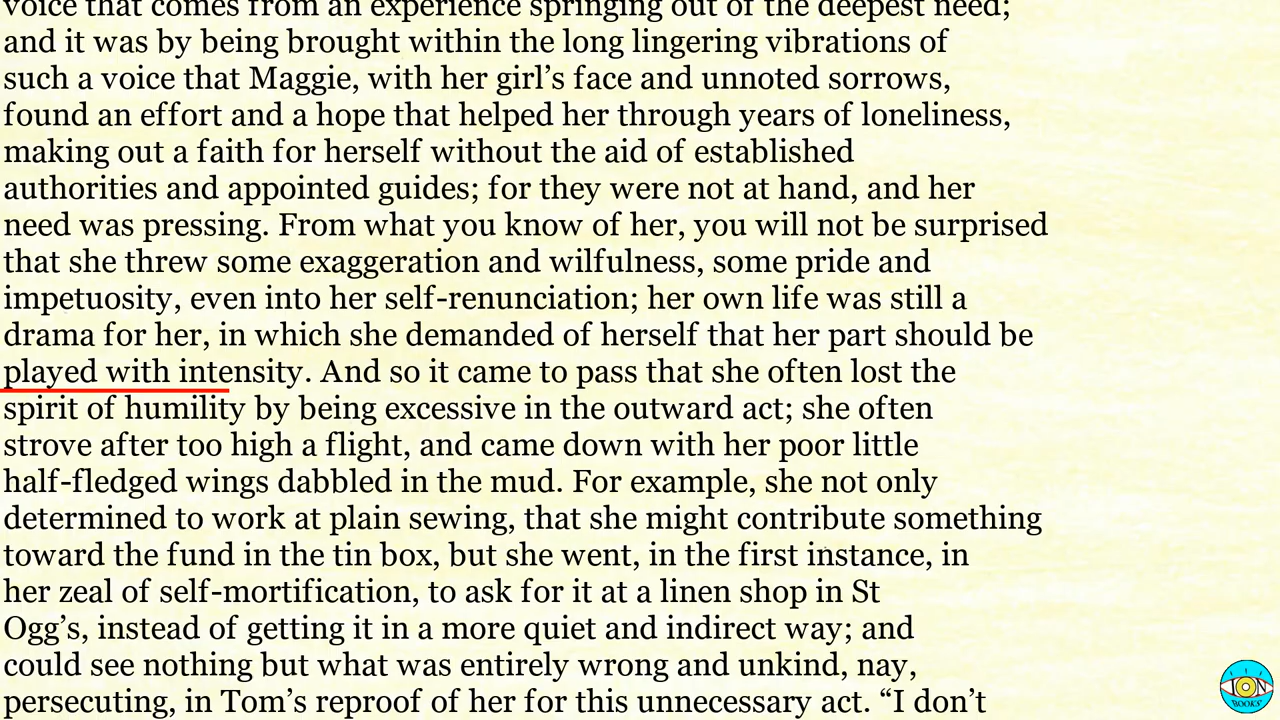 voice that comes from an experience springing out of the deepest need;
and it was by being brought within the long lingering vibrations of
such a voice that Maggie, with her girl’s face and unnoted sorrows,
found an effort and a hope that helped her through years of loneliness,
making out a faith for herself without the aid of established
authorities and appointed guides; for they were not at hand, and her
need was pressing. From what you know of her, you will not be surprised
that she threw some exaggeration and wilfulness, some pride and
impetuosity, even into her self-renunciation; her own life was still a
drama for her, in which she demanded of herself that her part should be
played with intensity. And so it came to pass that she often lost the
spirit of humility by being excessive in the outward act; she often
strove after too high a flight, and came down with her poor little
half-fledged wings dabbled in the mud. For example, she not only
determined to work at plain sewing, that she might contribute something
toward the fund in the tin box, but she went, in the first instance, in
her zeal of self-mortification, to ask for it at a linen shop in St
Ogg’s, instead of getting it in a more quiet and indirect way; and
could see nothing but what was entirely wrong and unkind, nay,
persecuting, in Tom’s reproof of her for this unnecessary act. “I don’t
ION
BOOKS